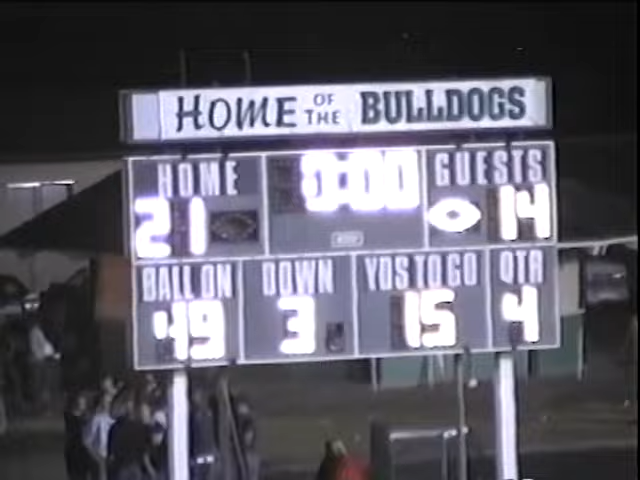 HOME OF THE BULLDOGS
HOME 0:00 GUESTS
21 14
BALL ON DOWN YDS TO GO QTR
49 3 15 4